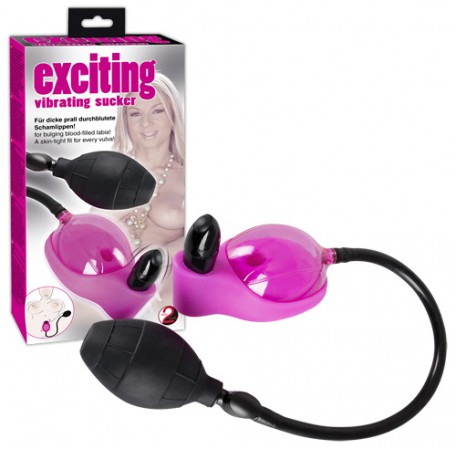 exciting
vibrating sucker
Für dicke prall durchblutete
Schamlippen!
for bulging blood-filled labia!
A skin-tight fit for every vulva!